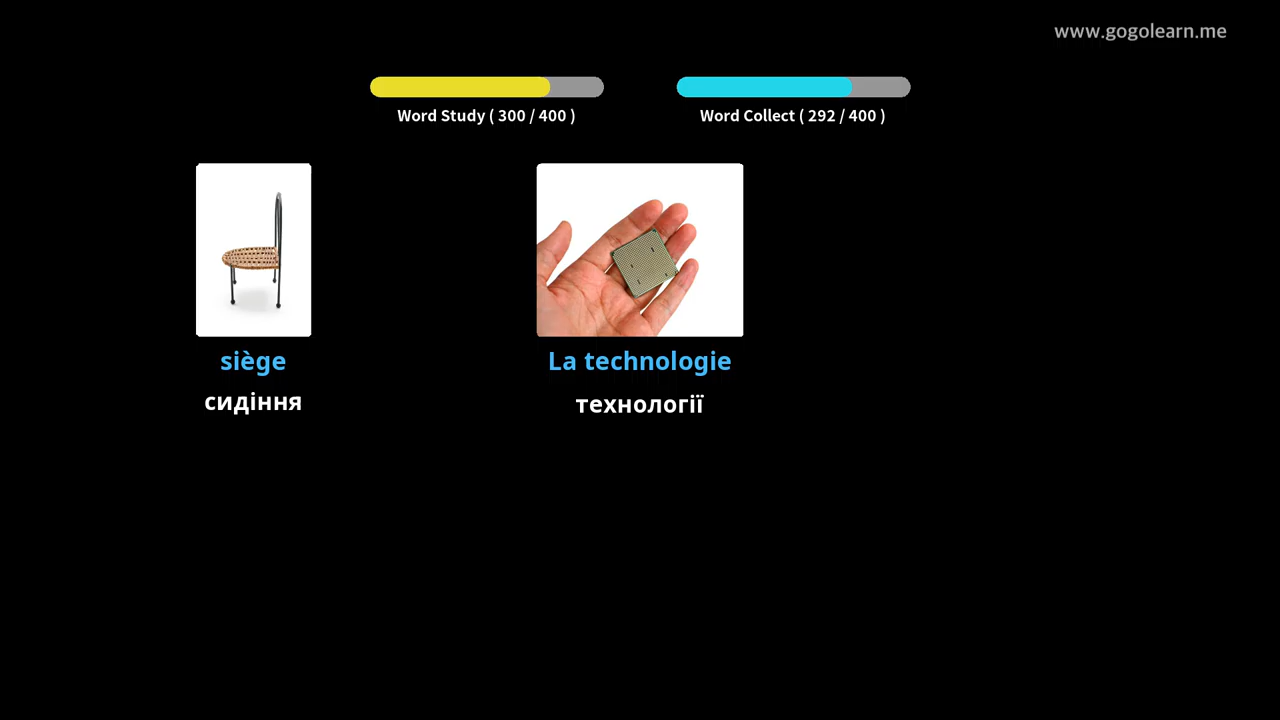 www.gogolearn.me
Word Study ( 300 / 400 )
Word Collect ( 292 / 400 )
siège
сидіння
La technologie
технології